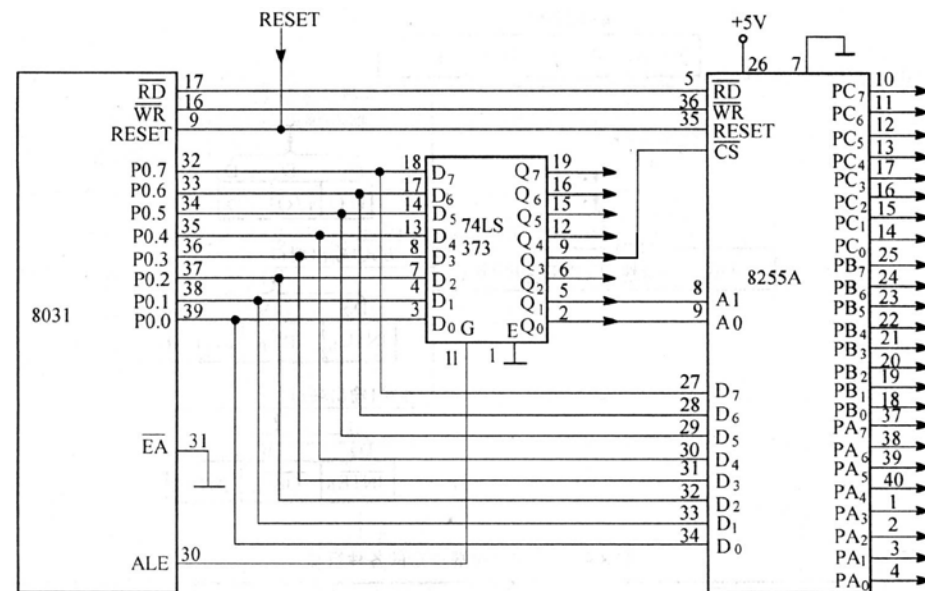 RESET
+5V
26 7
RD 17 5 RD
WR 16 36 WR
RESET 9 35 RESET
CS
P0.7 32 18 D7 Q7 19
P0.6 33 17 D6 Q6 16
P0.5 34 14 D5 Q5 15
P0.4 35 13 D4 Q4 12
P0.3 36 8 D3 Q3 9
P0.2 37 7 D2 Q2 6
P0.1 38 4 D1 Q1 5 8 A1
P0.0 39 3 D0 Q0 2 9 A0
74LS
373
G E
11 1
8031
8255A
EA 31
ALE 30
27 D7
28 D6
29 D5
30 D4
31 D3
32 D2
33 D1
34 D0
PC7 10
PC6 11
PC5 12
PC4 13
PC3 17
PC2 16
PC1 15
PC0 14
PB7 25
PB6 24
PB5 23
PB4 22
PB3 21
PB2 20
PB1 19
PB0 18
PA7 37
PA6 38
PA5 39
PA4 40
PA3 1
PA2 2
PA1 3
PA0 4